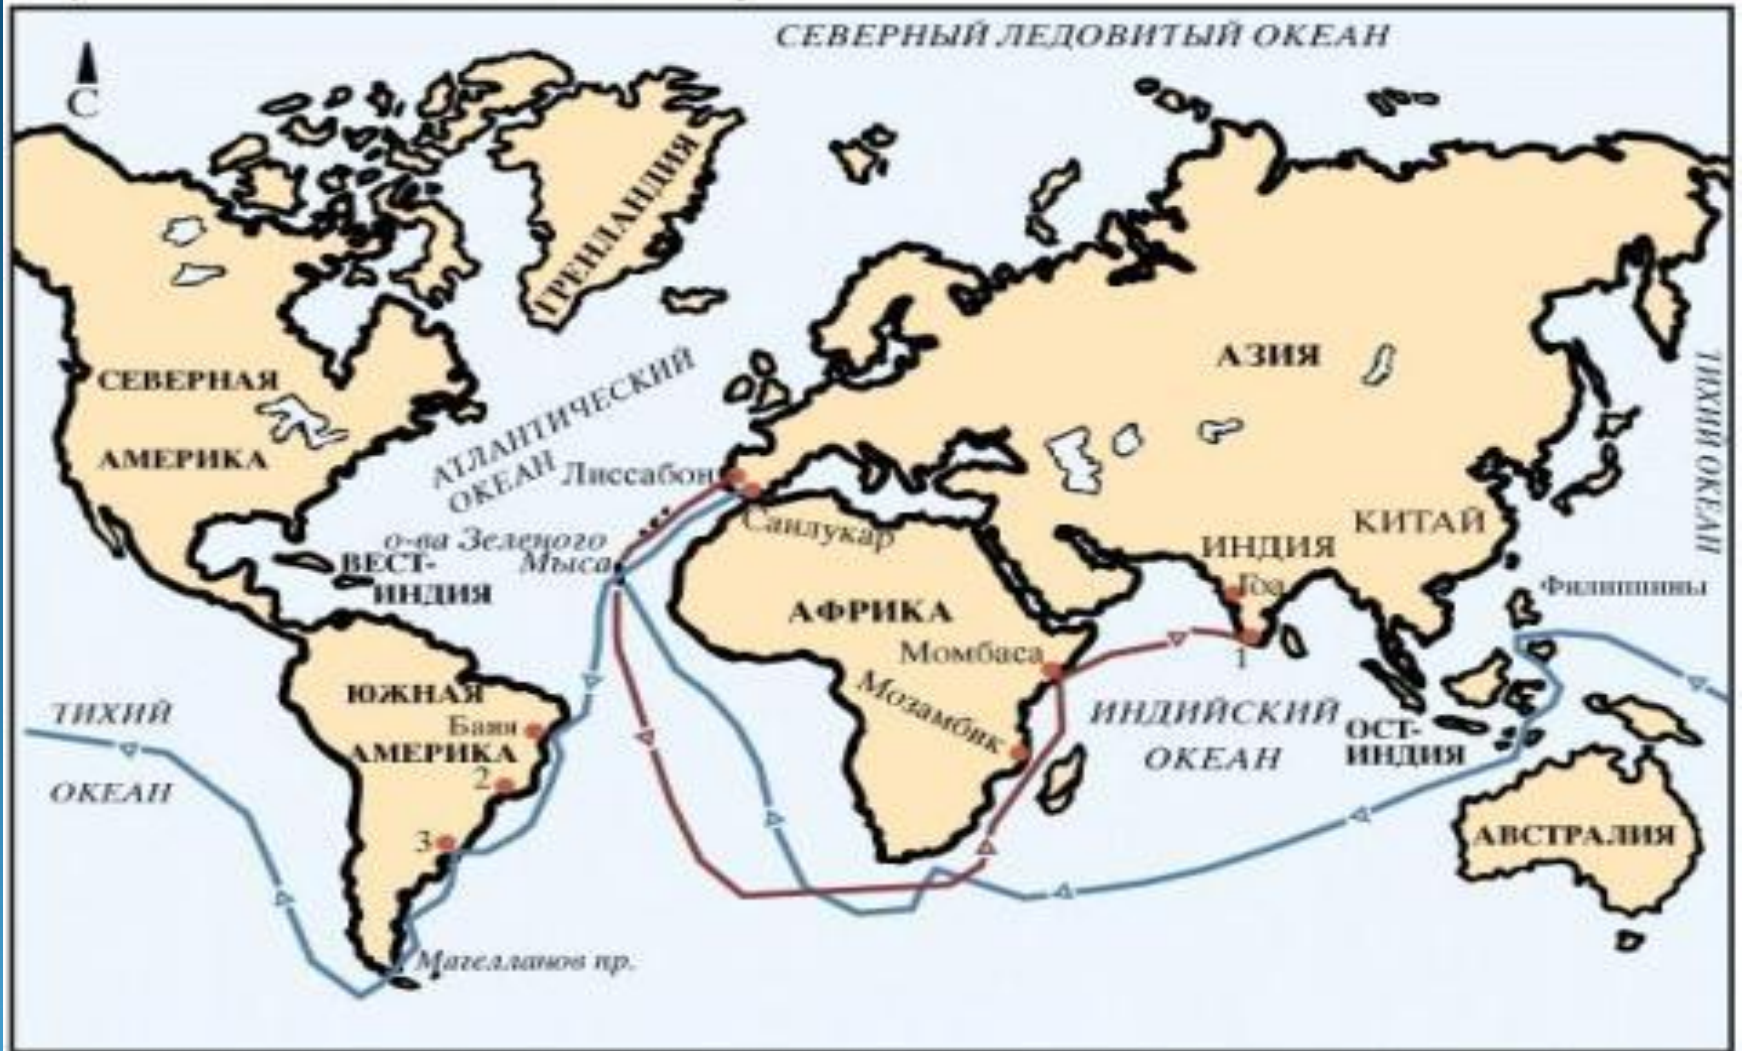 СЕВЕРНЫЙ ЛЕДОВИТЫЙ ОКЕАН
С
ГРЕНЛАНДИЯ
СЕВЕРНАЯ
АМЕРИКА
АТЛАНТИЧЕСКИЙ
ОКЕАН
АЗИЯ
ТИХИЙ ОКЕАН
Лиссабон
Санлукар
о-ва Зеленого
Мыса
ВЕСТ-
ИНДИЯ
КИТАЙ
ИНДИЯ
Гоа
1
Филиппины
АФРИКА
Момбаса
Мозамбик
ЮЖНАЯ
АМЕРИКА
Баия
2
3
ТИХИЙ
ОКЕАН
ИНДИЙСКИЙ
ОКЕАН
ОСТ-
ИНДИЯ
АВСТРАЛИЯ
Магелланов пр.